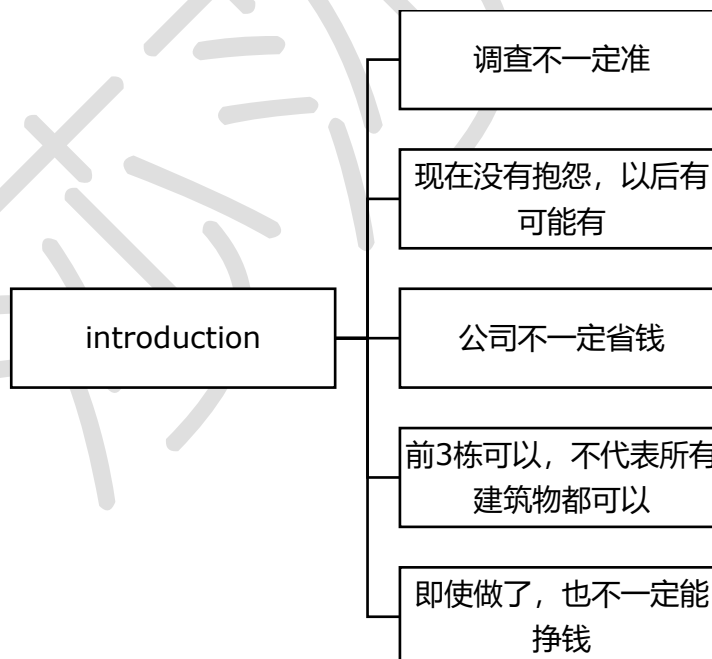 调查不一定准
现在没有抱怨，以后有
可能有
introduction
公司不一定省钱
前3栋可以，不代表所有
建筑物都可以
即使做了，也不一定能
挣钱